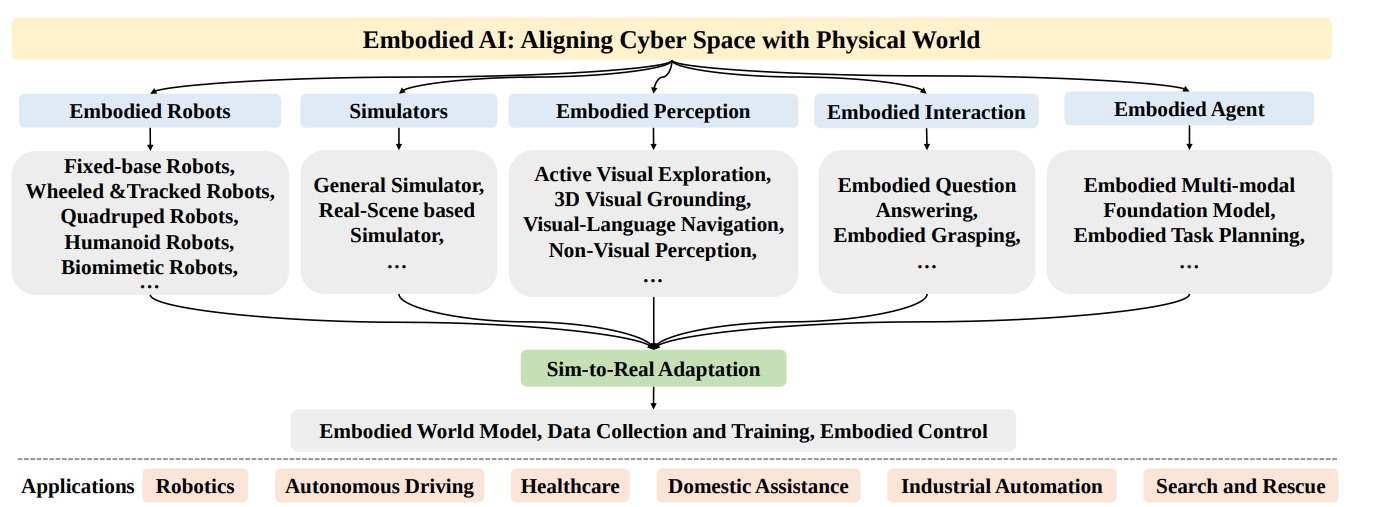 Embodied AI: Aligning Cyber Space with Physical World
Embodied Robots
Simulators
Embodied Perception
Embodied Interaction
Embodied Agent
Fixed-base Robots,
Wheeled &Tracked Robots,
Quadruped Robots,
Humanoid Robots,
Biomimetic Robots,
…
General Simulator,
Real-Scene based
Simulator,
…
Active Visual Exploration,
3D Visual Grounding,
Visual-Language Navigation,
Non-Visual Perception,
…
Embodied Question
Answering,
Embodied Grasping,
…
Embodied Multi-modal
Foundation Model,
Embodied Task Planning,
…
Sim-to-Real Adaptation
Embodied World Model, Data Collection and Training, Embodied Control
Applications
Robotics
Autonomous Driving
Healthcare
Domestic Assistance
Industrial Automation
Search and Rescue